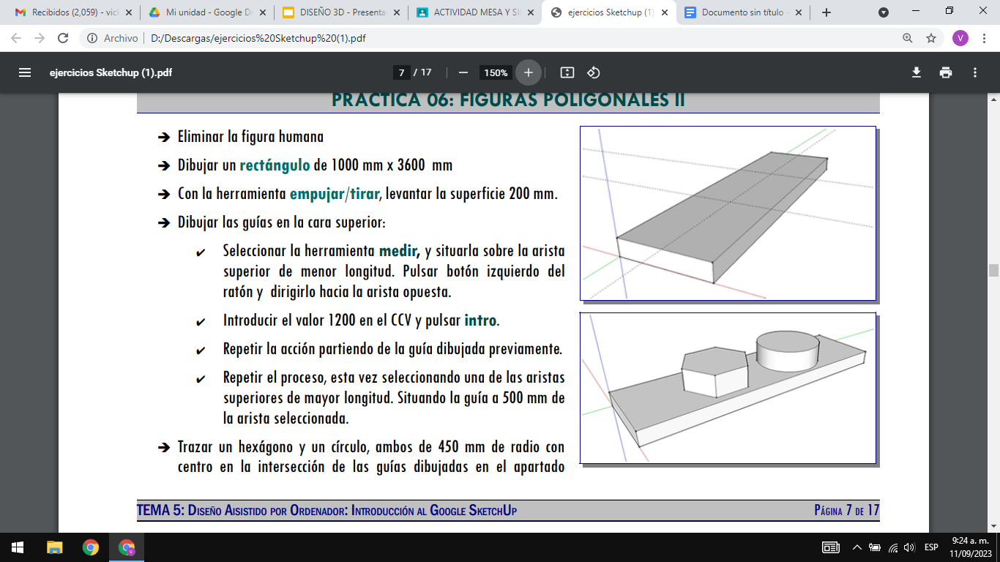 Recibidos (2,059) - vick
Mi unidad - Google Dr
DISEÑO 3D - Presenta
ACTIVIDAD MESA Y SI
ejercicios Sketchup (1)
Documento sin título -
Archivo
D:/Descargas/ejercicios%20Sketchup%20(1).pdf
V
ejercicios Sketchup (1).pdf
7 / 17
150%
PRÁCTICA 06: FIGURAS POLIGONALES II
➔ Eliminar la figura humana
➔ Dibujar un rectángulo de 1000 mm x 3600 mm
➔ Con la herramienta empujar/tirar, levantar la superficie 200 mm.
➔ Dibujar las guías en la cara superior:
✔ Seleccionar la herramienta medir, y situarla sobre la arista
superior de menor longitud. Pulsar botón izquierdo del
ratón y dirigirlo hacia la arista opuesta.
✔ Introducir el valor 1200 en el CCV y pulsar intro.
✔ Repetir la acción partiendo de la guía dibujada previamente.
✔ Repetir el proceso, esta vez seleccionando una de las aristas
superiores de mayor longitud. Situando la guía a 500 mm de
la arista seleccionada.
➔ Trazar un hexágono y un círculo, ambos de 450 mm de radio con
centro en la intersección de las guías dibujadas en el apartado
TEMA 5: Diseño Aisistido por Ordenador: Introducción al Google SketchUp
Página 7 de 17
ESP
9:24 a. m.
11/09/2023